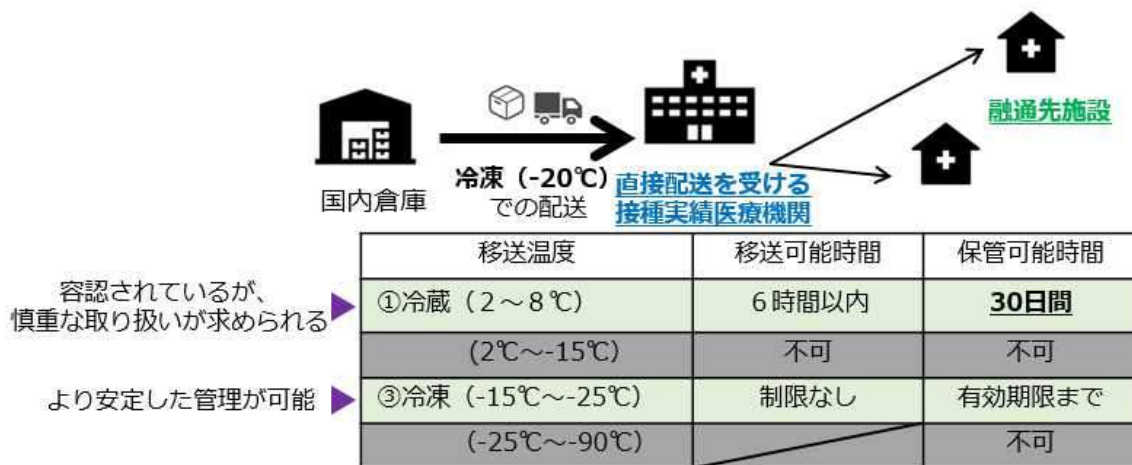 融通先施設
国内倉庫
冷凍（-20℃）
での配送
直接配送を受ける
接種実績医療機関
移送温度 移送可能時間 保管可能時間
容認されているが、
慎重な取り扱いが求められる
①冷蔵（２～８℃） ６時間以内 30日間
(2℃～-15℃) 不可 不可
より安定した管理が可能
③冷凍（-15℃～-25℃） 制限なし 有効期限まで
(-25℃～-90℃) 不可